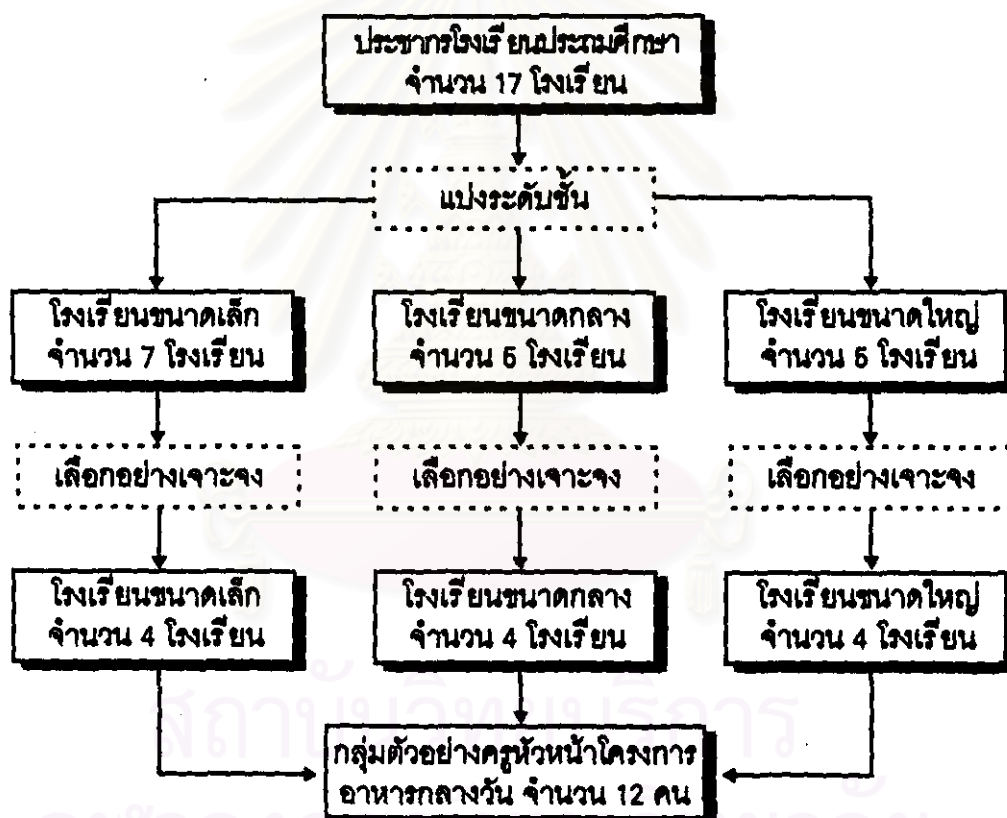 ประชากรโรงเรียนประถมศึกษา
จำนวน 17 โรงเรียน
แบ่งระดับชั้น
โรงเรียนขนาดเล็ก
จำนวน 7 โรงเรียน
โรงเรียนขนาดกลาง
จำนวน 5 โรงเรียน
โรงเรียนขนาดใหญ่
จำนวน 5 โรงเรียน
เลือกอย่างเจาะจง
เลือกอย่างเจาะจง
เลือกอย่างเจาะจง
โรงเรียนขนาดเล็ก
จำนวน 4 โรงเรียน
โรงเรียนขนาดกลาง
จำนวน 4 โรงเรียน
โรงเรียนขนาดใหญ่
จำนวน 4 โรงเรียน
สถาบันวิทยบริการ
กลุ่มตัวอย่างครูหัวหน้าโครงการ
อาหารกลางวัน จำนวน 12 คน